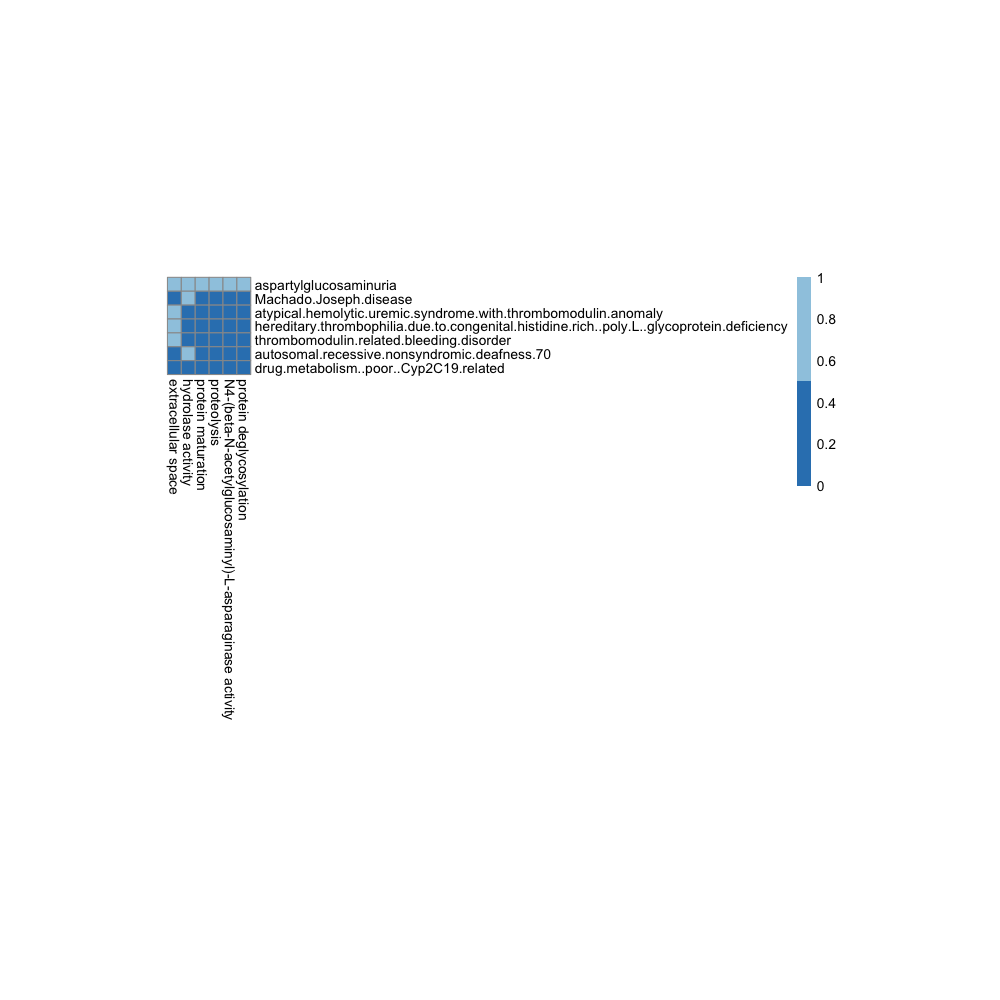 aspartylglucosaminuria
Machado.Joseph.disease
atypical.hemolytic.uremic.syndrome.with.thrombomodulin.anomaly
hereditary.thrombophilia.due.to.congenital.histidine.rich..poly.L..glycoprotein.deficiency
thrombomodulin.related.bleeding.disorder
autosomal.recessive.nonsyndromic.deafness.70
drug.metabolism..poor..Cyp2C19.related
extracellular space
hydrolase activity
protein maturation
proteolysis
N4-(beta-N-acetylglucosaminyl)-L-asparaginase activity
protein deglycosylation
1
0.8
0.6
0.4
0.2
0